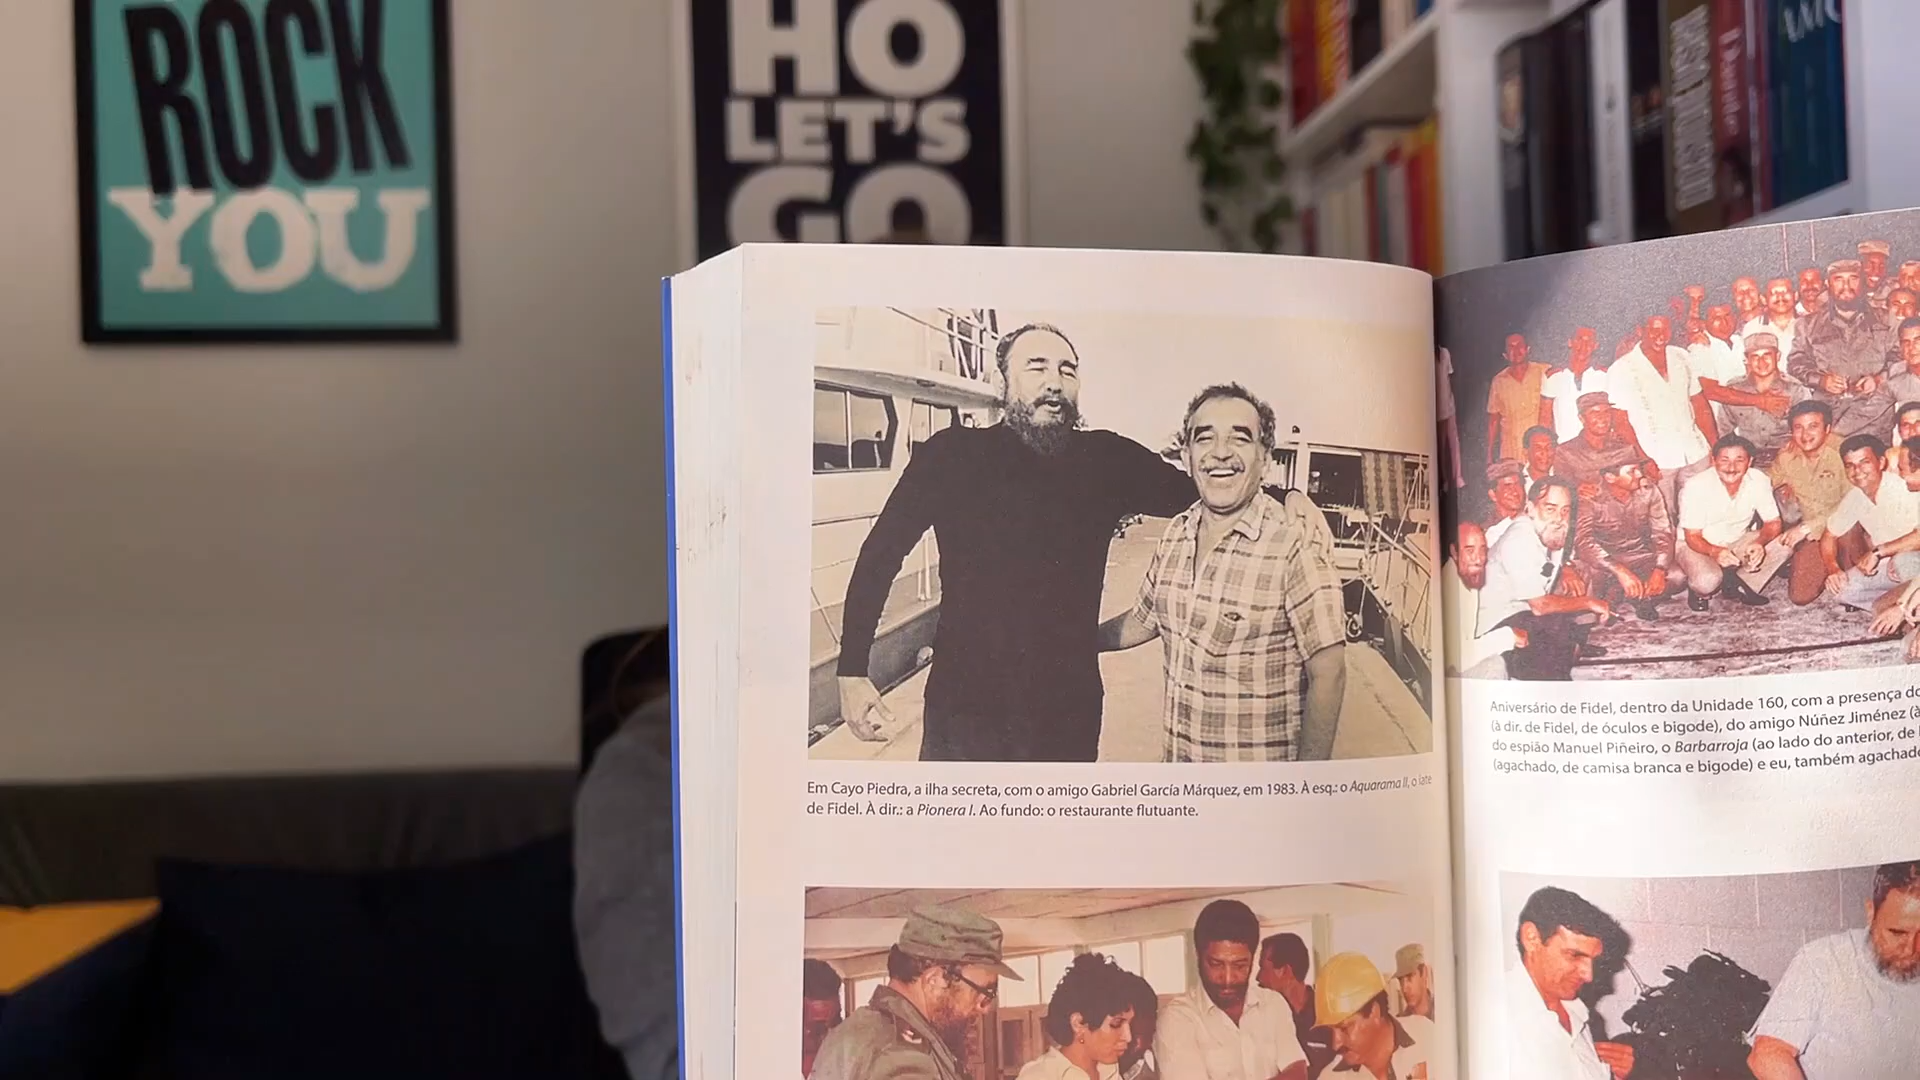 ROCK
YOU
HO
LET'S
GO
Em Cayo Piedra, a ilha secreta, com o amigo Gabriel García Márquez, em 1983. À esq.: o Aquarama II, o iate
de Fidel. À dir.: a Pionera I. Ao fundo: o restaurante flutuante.
Aniversário de Fidel, dentro da Unidade 160, com a presença do
(à dir. de Fidel, de óculos e bigode), do amigo Núñez Jiménez (à
do espião Manuel Piñeiro, o Barbarroja (ao lado do anterior, de
(agachado, de camisa branca e bigode) e eu, também agachado